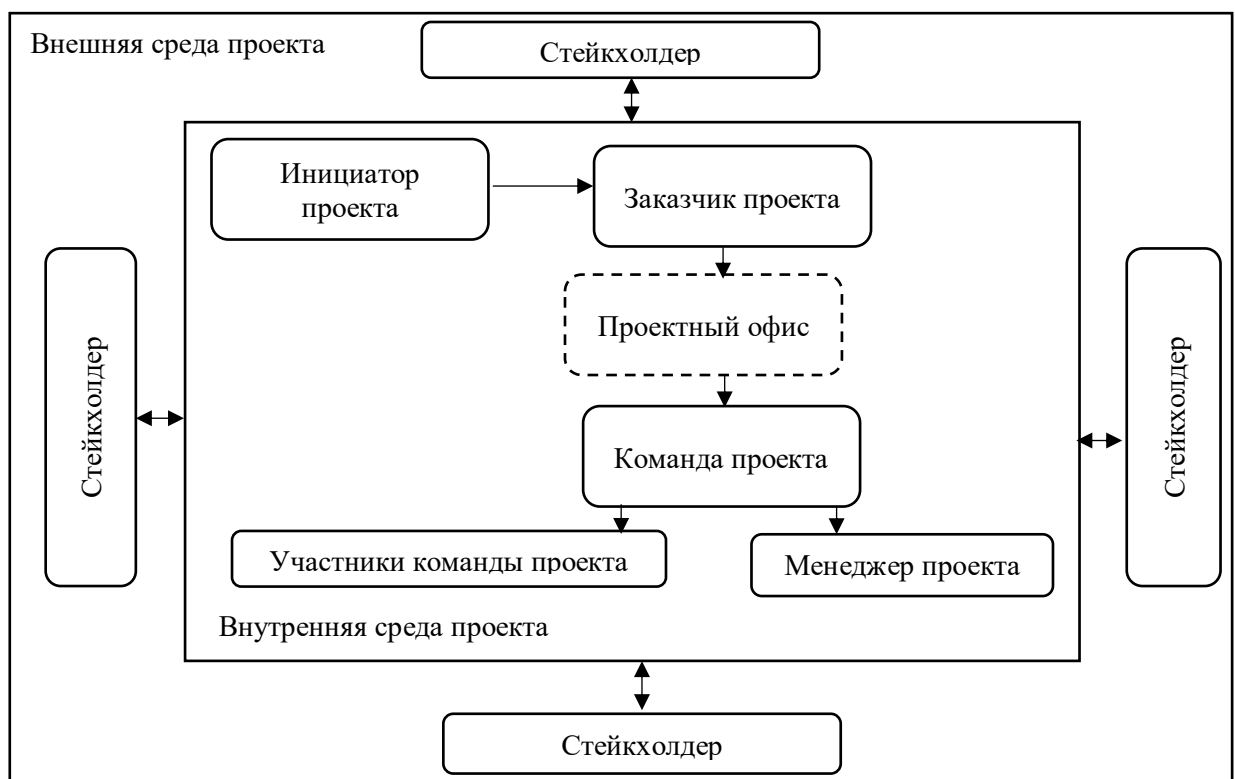 Внешняя среда проекта
Стейкхолдер
Инициатор
проекта
Заказчик проекта
Проектный офис
Стейкхолдер
Стейкхолдер
Команда проекта
Участники команды проекта
Менеджер проекта
Внутренняя среда проекта
Стейкхолдер